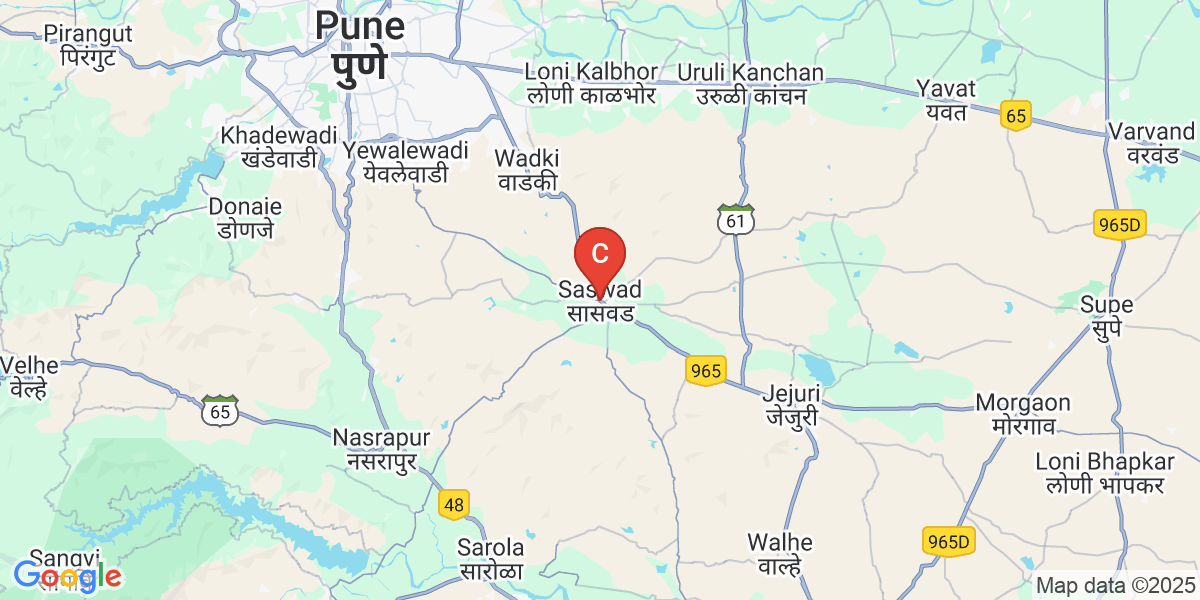 Pune
पुणे
Pirangut
पिरंगुट
Loni Kalbhor
लोणी काळभोर
Uruli Kanchan
उरुळी कांचन
Yavat
यवत
65
Varvand
वरवंड
Khadewadi
खंडेवाडी
Yewalewadi
येवलेवाडी
Wadki
वाडकी
Donaje
डोणजे
61
965D
C
Saswad
सासवड
Supe
सुपे
Velhe
वेल्हे
965
65
Jejuri
जेजुरी
Morgaon
मोरगाव
Nasrapur
नसरापुर
Loni Bhapkar
लोणी भापकर
48
965D
Sarola
सारोळा
Walhe
वाल्हे
Sangvi
Google
Map data ©2025